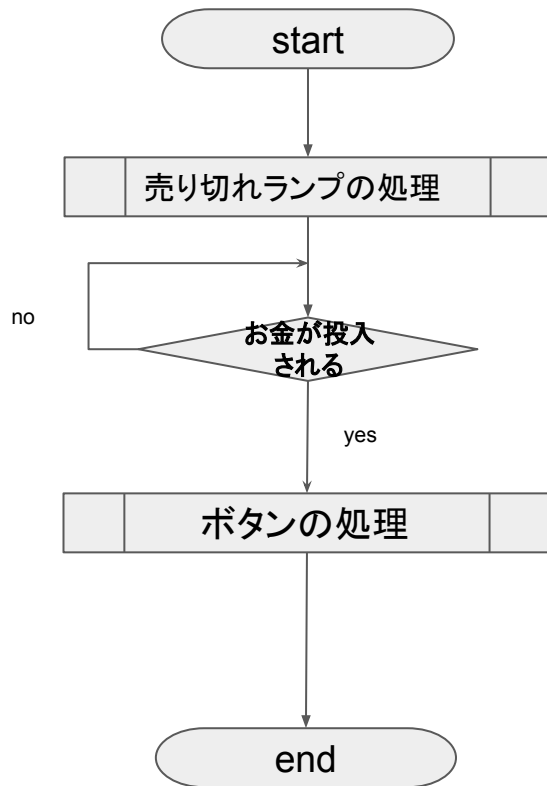 start
売り切れランプの処理
no
お金が投入
される
yes
ボタンの処理
end